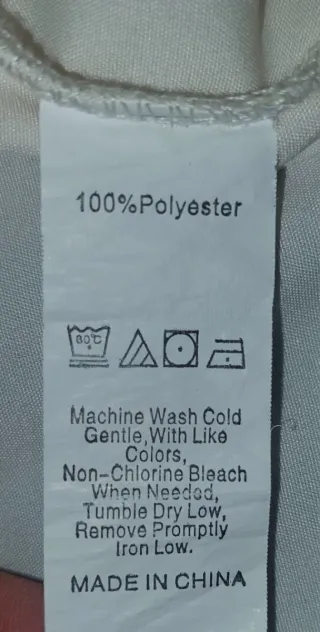 100%Polyester
80°C
Machine Wash Cold
Gentle,With Like
Colors,
Non-Chlorine Bleach
When Needed,
Tumble Dry Low,
Remove Promptly
Iron Low.
MADE IN CHINA